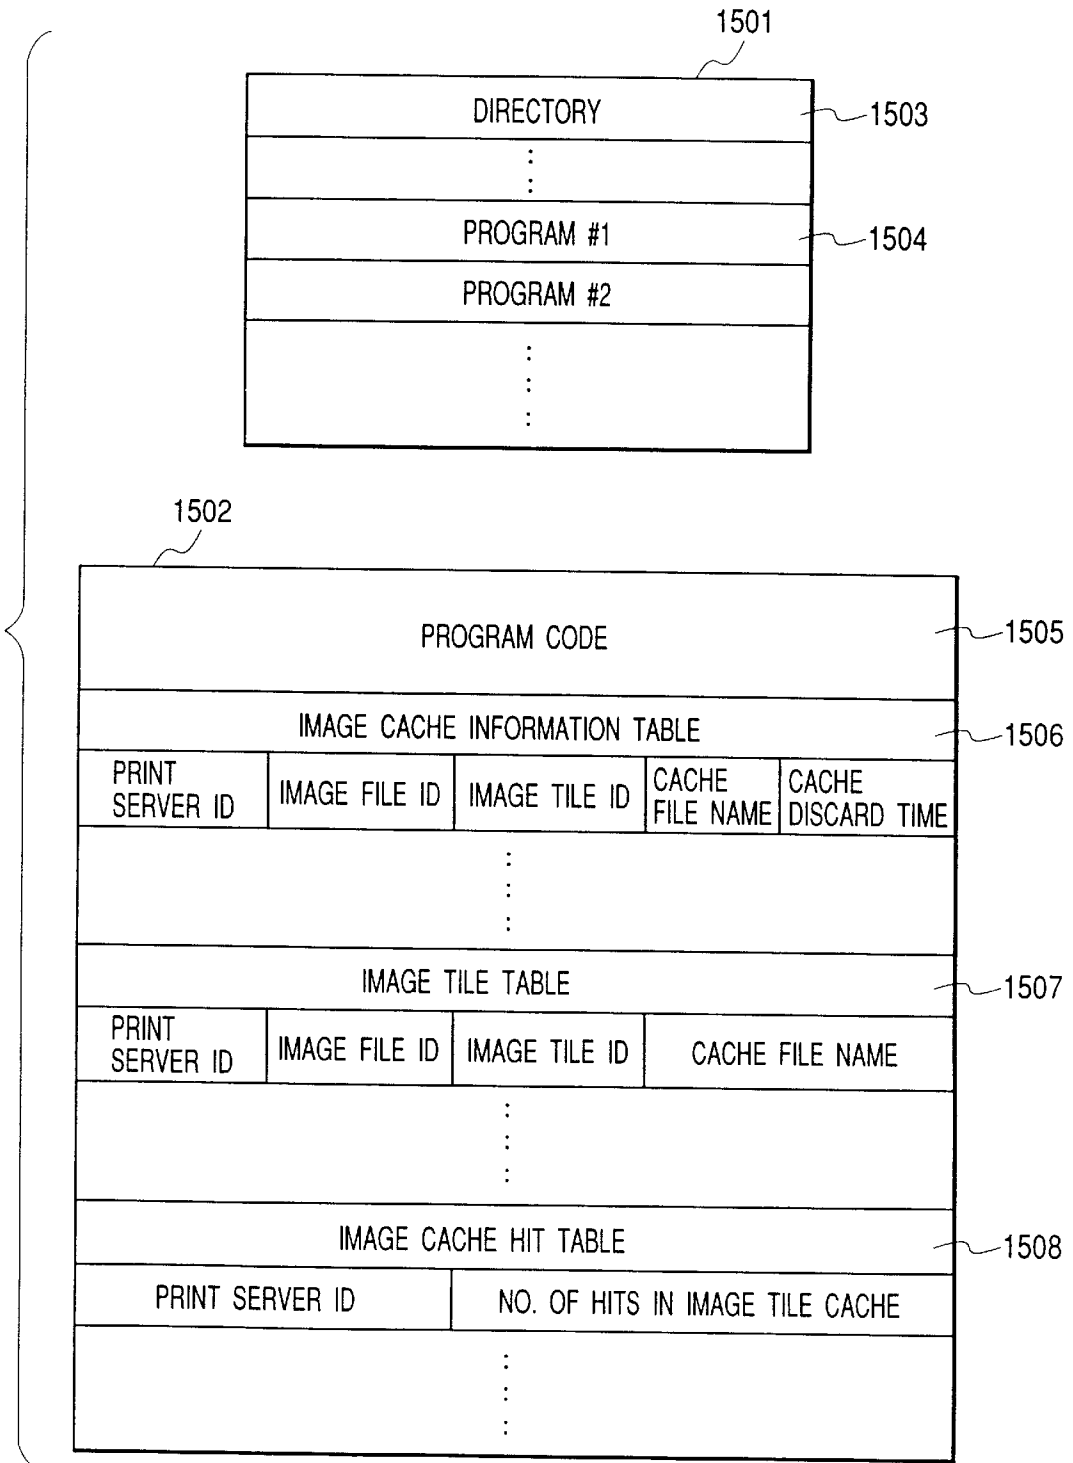 1501
DIRECTORY
1503
PROGRAM #1
1504
PROGRAM #2
1502
PROGRAM CODE
1505
IMAGE CACHE INFORMATION TABLE
1506
PRINT
SERVER ID
IMAGE FILE ID
IMAGE TILE ID
CACHE
FILE NAME
CACHE
DISCARD TIME
IMAGE TILE TABLE
1507
PRINT
SERVER ID
IMAGE FILE ID
IMAGE TILE ID
CACHE FILE NAME
IMAGE CACHE HIT TABLE
1508
PRINT SERVER ID
NO. OF HITS IN IMAGE TILE CACHE